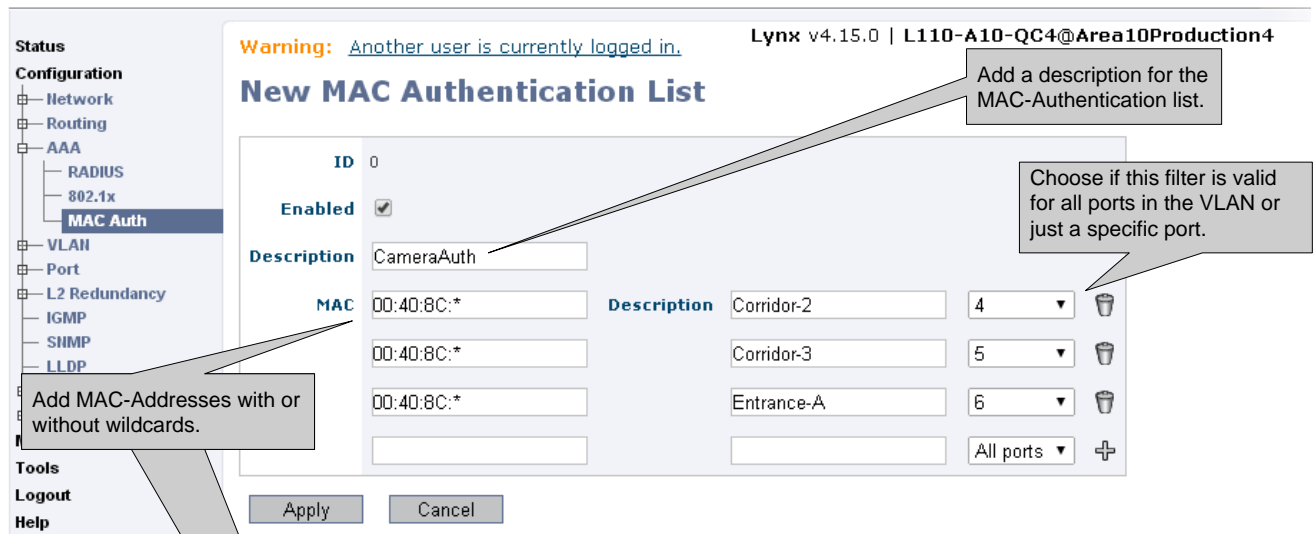 Lynx v4.15.0 | L110-A10-QC4@Area10Production4
Warning: Another user is currently logged in.
New MAC Authentication List
Status
Configuration
Network
Routing
AAA
RADIUS
802.1x
MAC Auth
VLAN
Port
L2 Redundancy
IGMP
SNMP
LLDP
Tools
Logout
Help
ID 0
Enabled
Description CameraAuth
MAC 00:40:8C:* Description Corridor-2 4
00:40:8C:* Corridor-3 5
00:40:8C:* Entrance-A 6
All ports
Apply Cancel
Add a description for the
MAC-Authentication list.
Choose if this filter is valid
for all ports in the VLAN or
just a specific port.
Add MAC-Addresses with or
without wildcards.